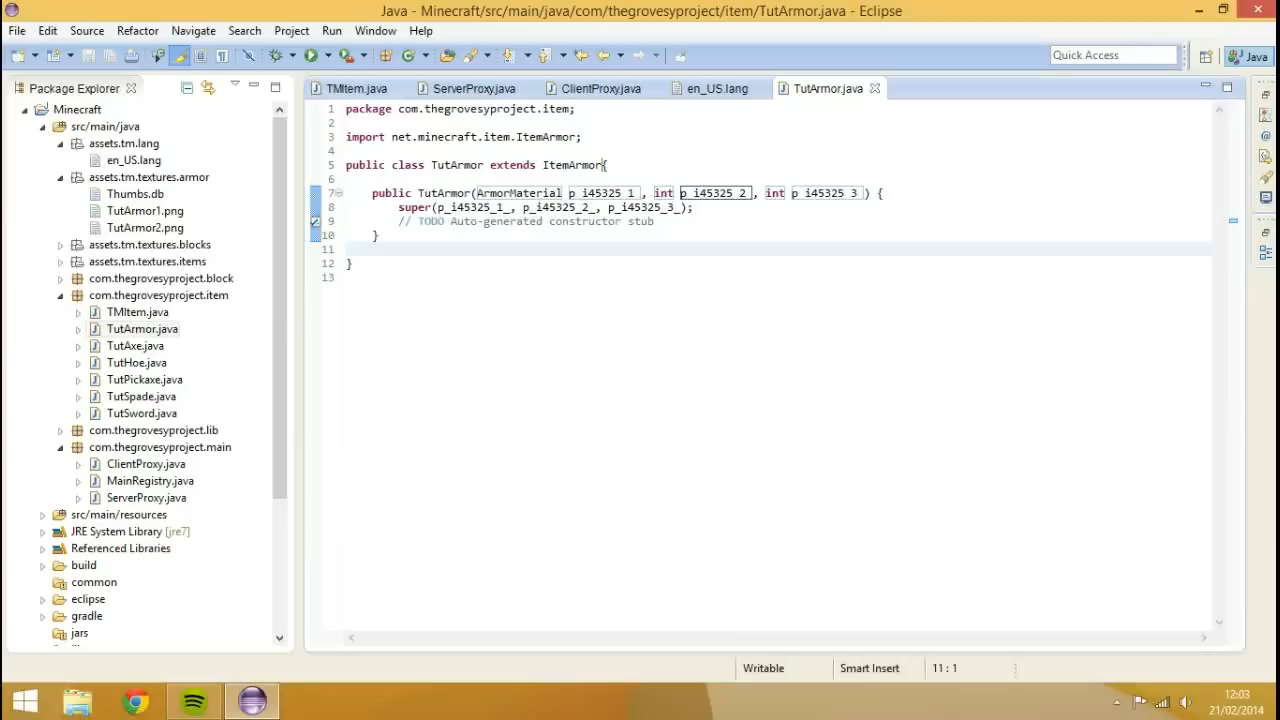 Java - Minecraft/src/main/java/com/thegrovesyproject/item/TutArmor.java - Eclipse
File Edit Source Refactor Navigate Search Project Run Window Help
Quick Access
Java
Package Explorer
Minecraft
src/main/java
assets.tm.lang
en_US.lang
assets.tm.textures.armor
Thumbs.db
TutArmor1.png
TutArmor2.png
assets.tm.textures.blocks
assets.tm.textures.items
com.thegrovesyproject.block
com.thegrovesyproject.item
TMItem.java
TutArmor.java
TutAxe.java
TutHoe.java
TutPickaxe.java
TutSpade.java
TutSword.java
com.thegrovesyproject.lib
com.thegrovesyproject.main
ClientProxy.java
MainRegistry.java
ServerProxy.java
src/main/resources
JRE System Library [jre7]
Referenced Libraries
build
common
eclipse
gradle
jars
TMItem.java ServerProxy.java ClientProxy.java en_US.lang TutArmor.java
1 package com.thegrovesyproject.item;
2
3 import net.minecraft.item.ItemArmor;
4
5 public class TutArmor extends ItemArmor{
6
7 public TutArmor(ArmorMaterial p_i45325_1_, int p_i45325_2_, int p_i45325_3_) {
8 super(p_i45325_1_, p_i45325_2_, p_i45325_3_);
9 // TODO Auto-generated constructor stub
10 }
11
12 }
13
Writable Smart Insert 11 : 1
12:03
21/02/2014